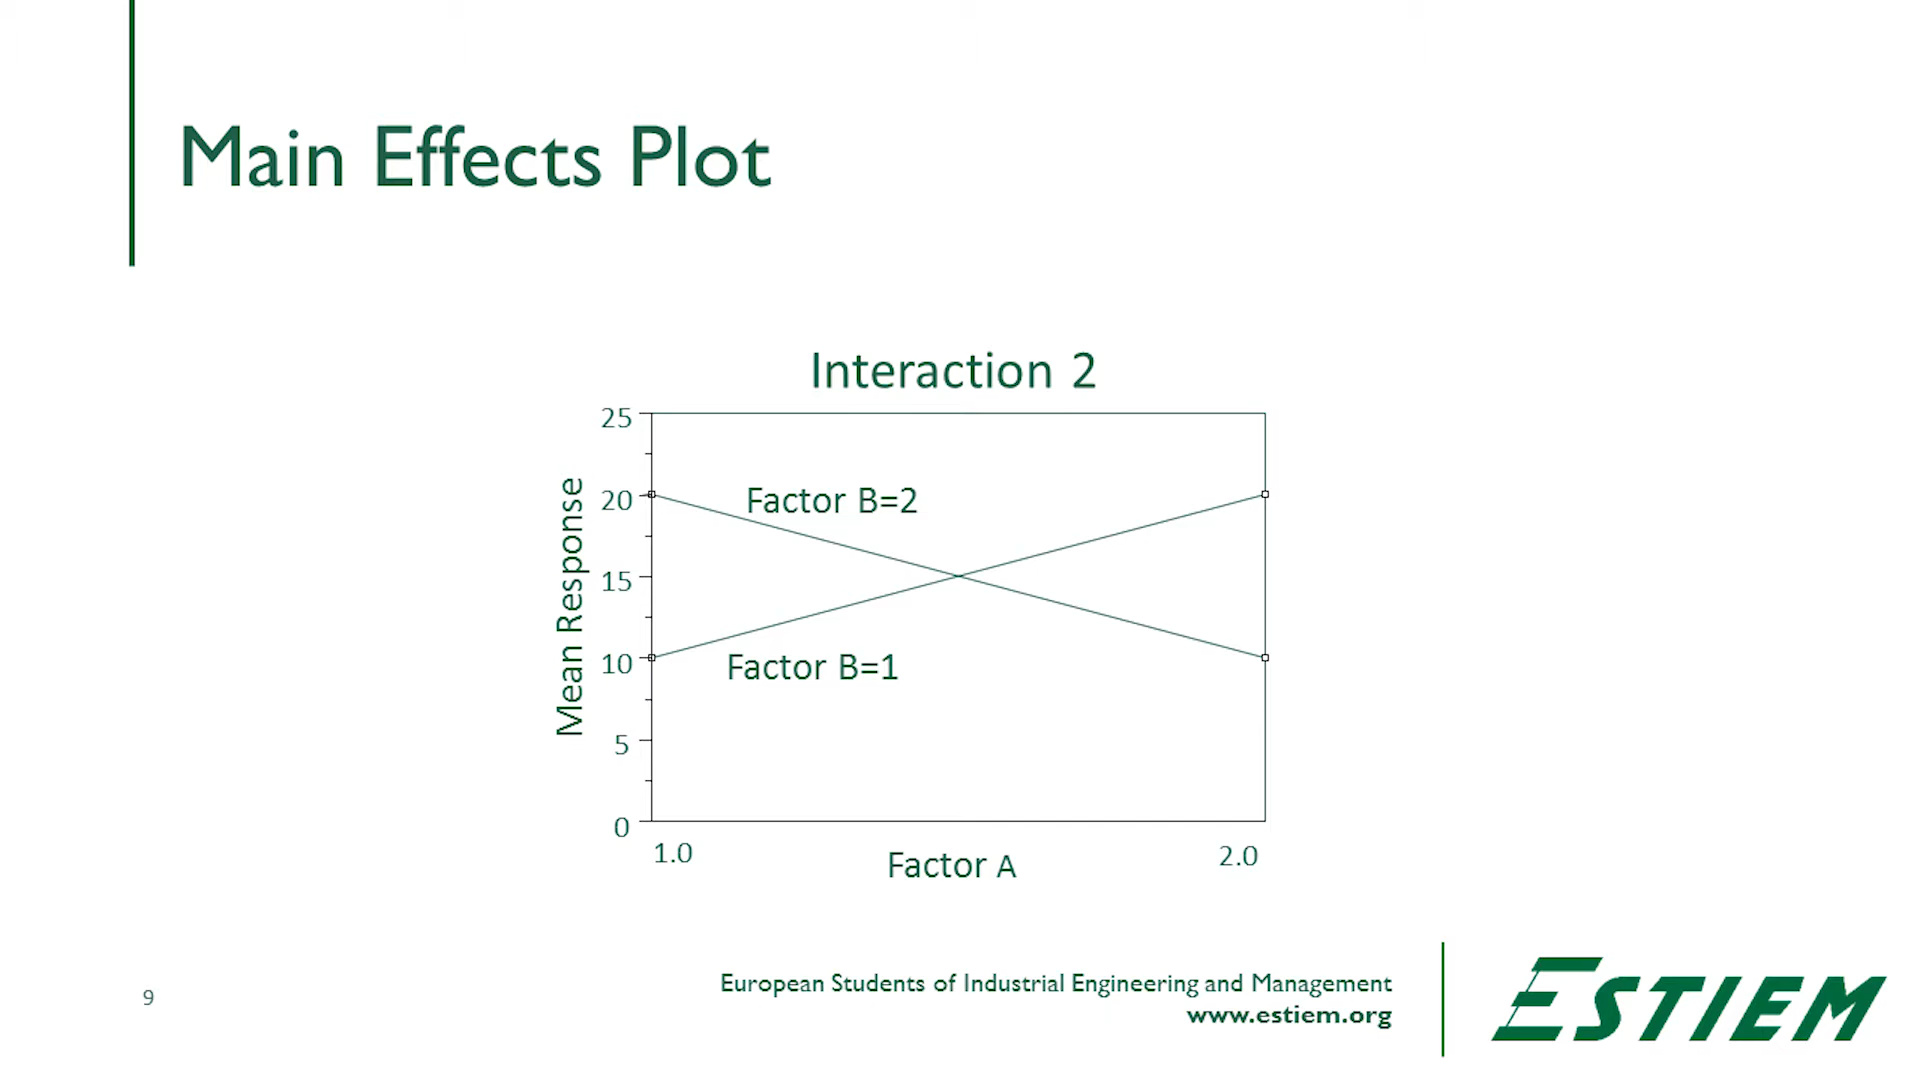 Main Effects Plot
Interaction 2
25
20
15
10
5
0
Mean Response
Factor B=2
Factor B=1
1.0
2.0
Factor A
9
European Students of Industrial Engineering and Management
www.estiem.org
ESTIEM